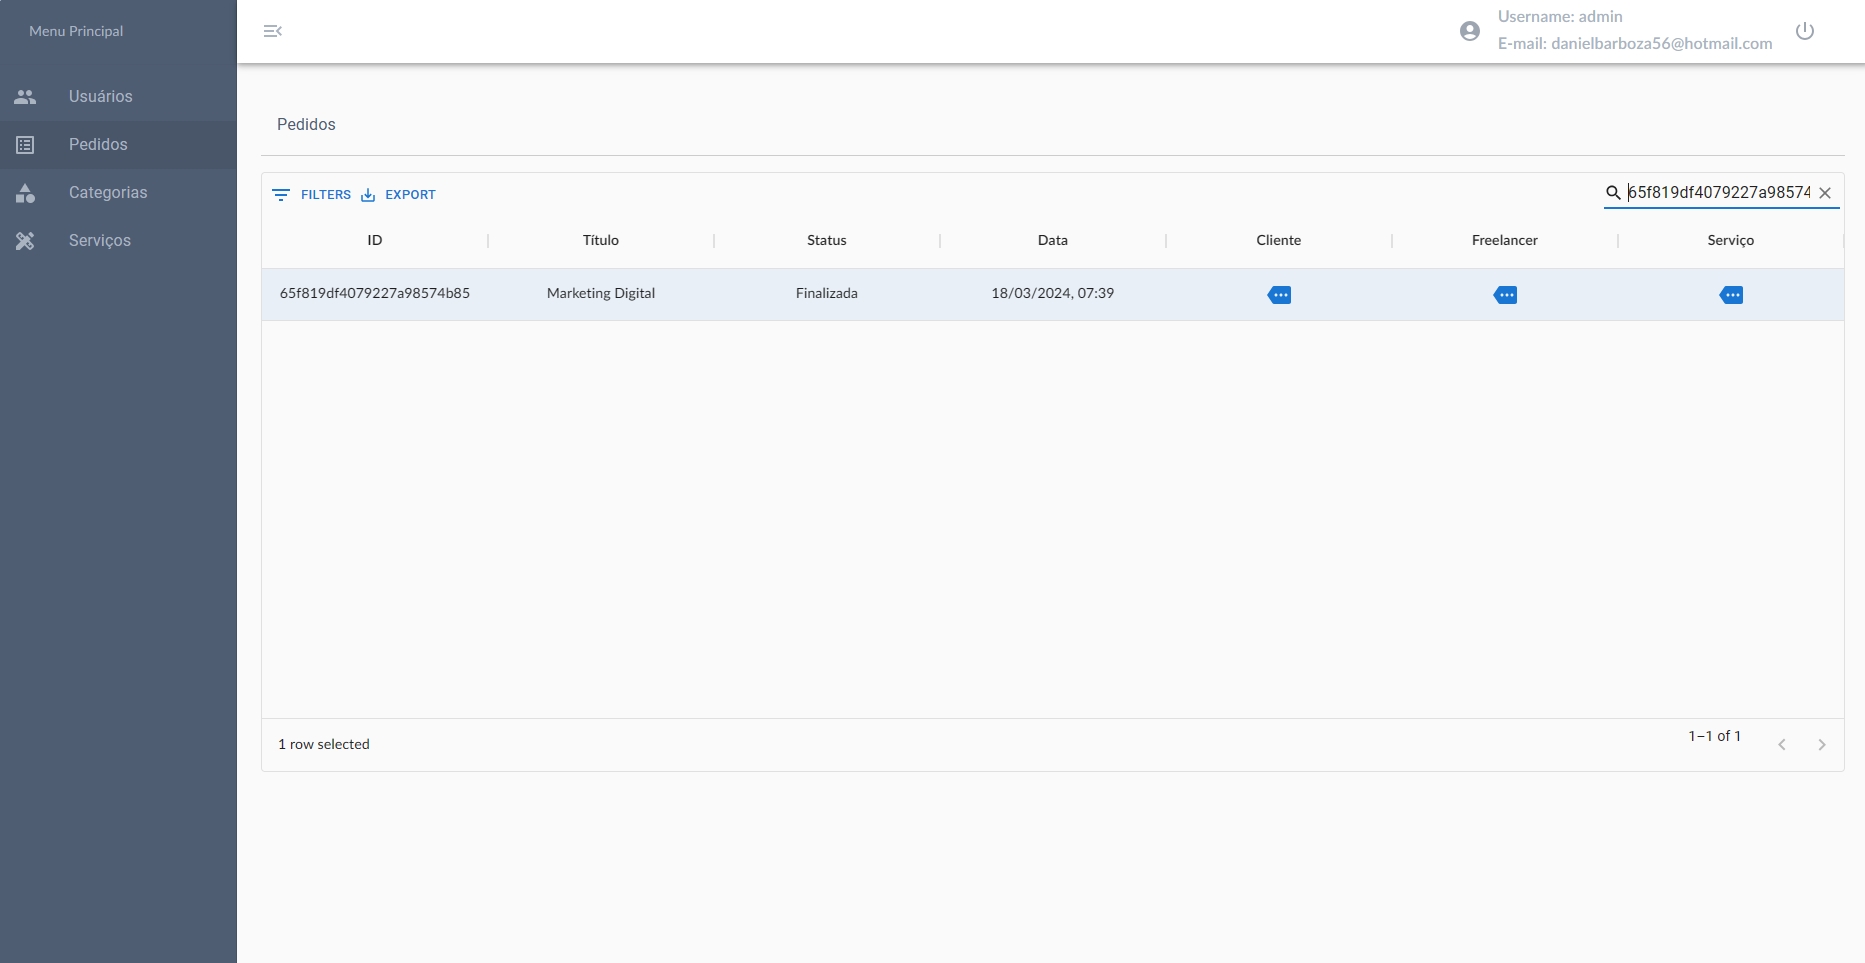 Menu Principal
Usuários
Pedidos
Categorias
Serviços
Username: admin
E-mail: danielbarboza56@hotmail.com
Pedidos
FILTERS EXPORT 65f819df4079227a98574
ID Título Status Data Cliente Freelancer Serviço
65f819df4079227a98574b85 Marketing Digital Finalizada 18/03/2024, 07:39
1 row selected 1–1 of 1